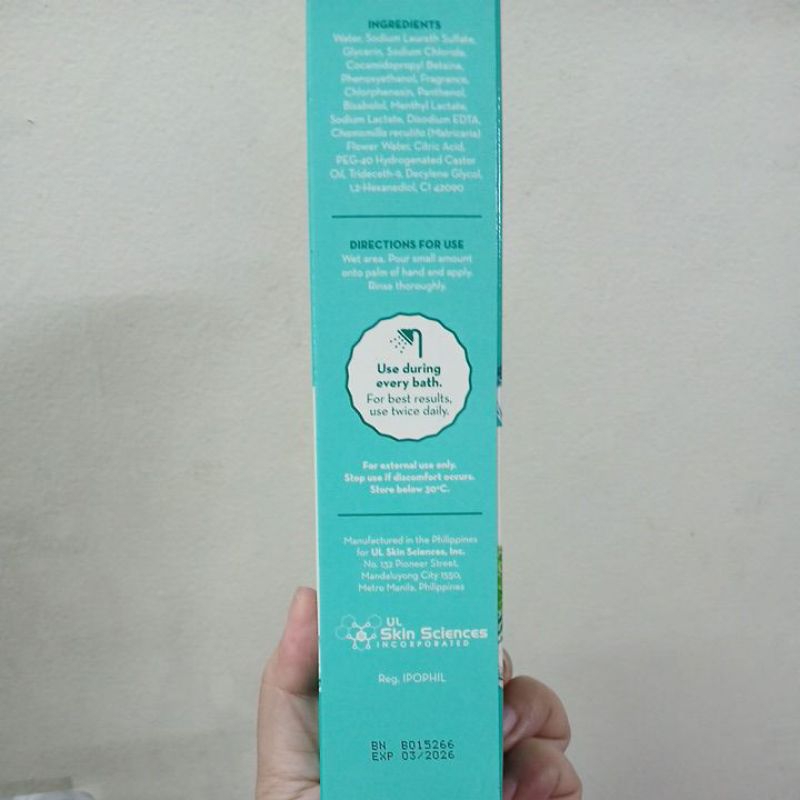 INGREDIENTS
Water, Sodium Laureth Sulfate,
Glycerin, Sodium Chloride,
Cocamidopropyl Betaine,
Phenoxyethanol, Fragrance,
Chlorphenesin, Panthenol,
Bisabolol, Menthyl Lactate,
Sodium Lactate, Disodium EDTA,
Chamomilla recutita (Matricaria)
Flower Water, Citric Acid,
PEG-40 Hydrogenated Castor
Oil, Trideceth-9, Decylene Glycol,
1,2-Hexanediol, CI 42090
DIRECTIONS FOR USE
Wet area. Pour small amount
onto palm of hand and apply.
Rinse thoroughly.
Use during
every bath.
For best results,
use twice daily.
For external use only.
Stop use if discomfort occurs.
Store below 30°C.
Manufactured in the Philippines
for UL Skin Sciences, Inc.
No. 132 Pioneer Street,
Mandaluyong City 1550,
Metro Manila, Philippines
UL
Skin Sciences
INCORPORATED
Reg. IPOPHIL
BN B015266
EXP 03/2026